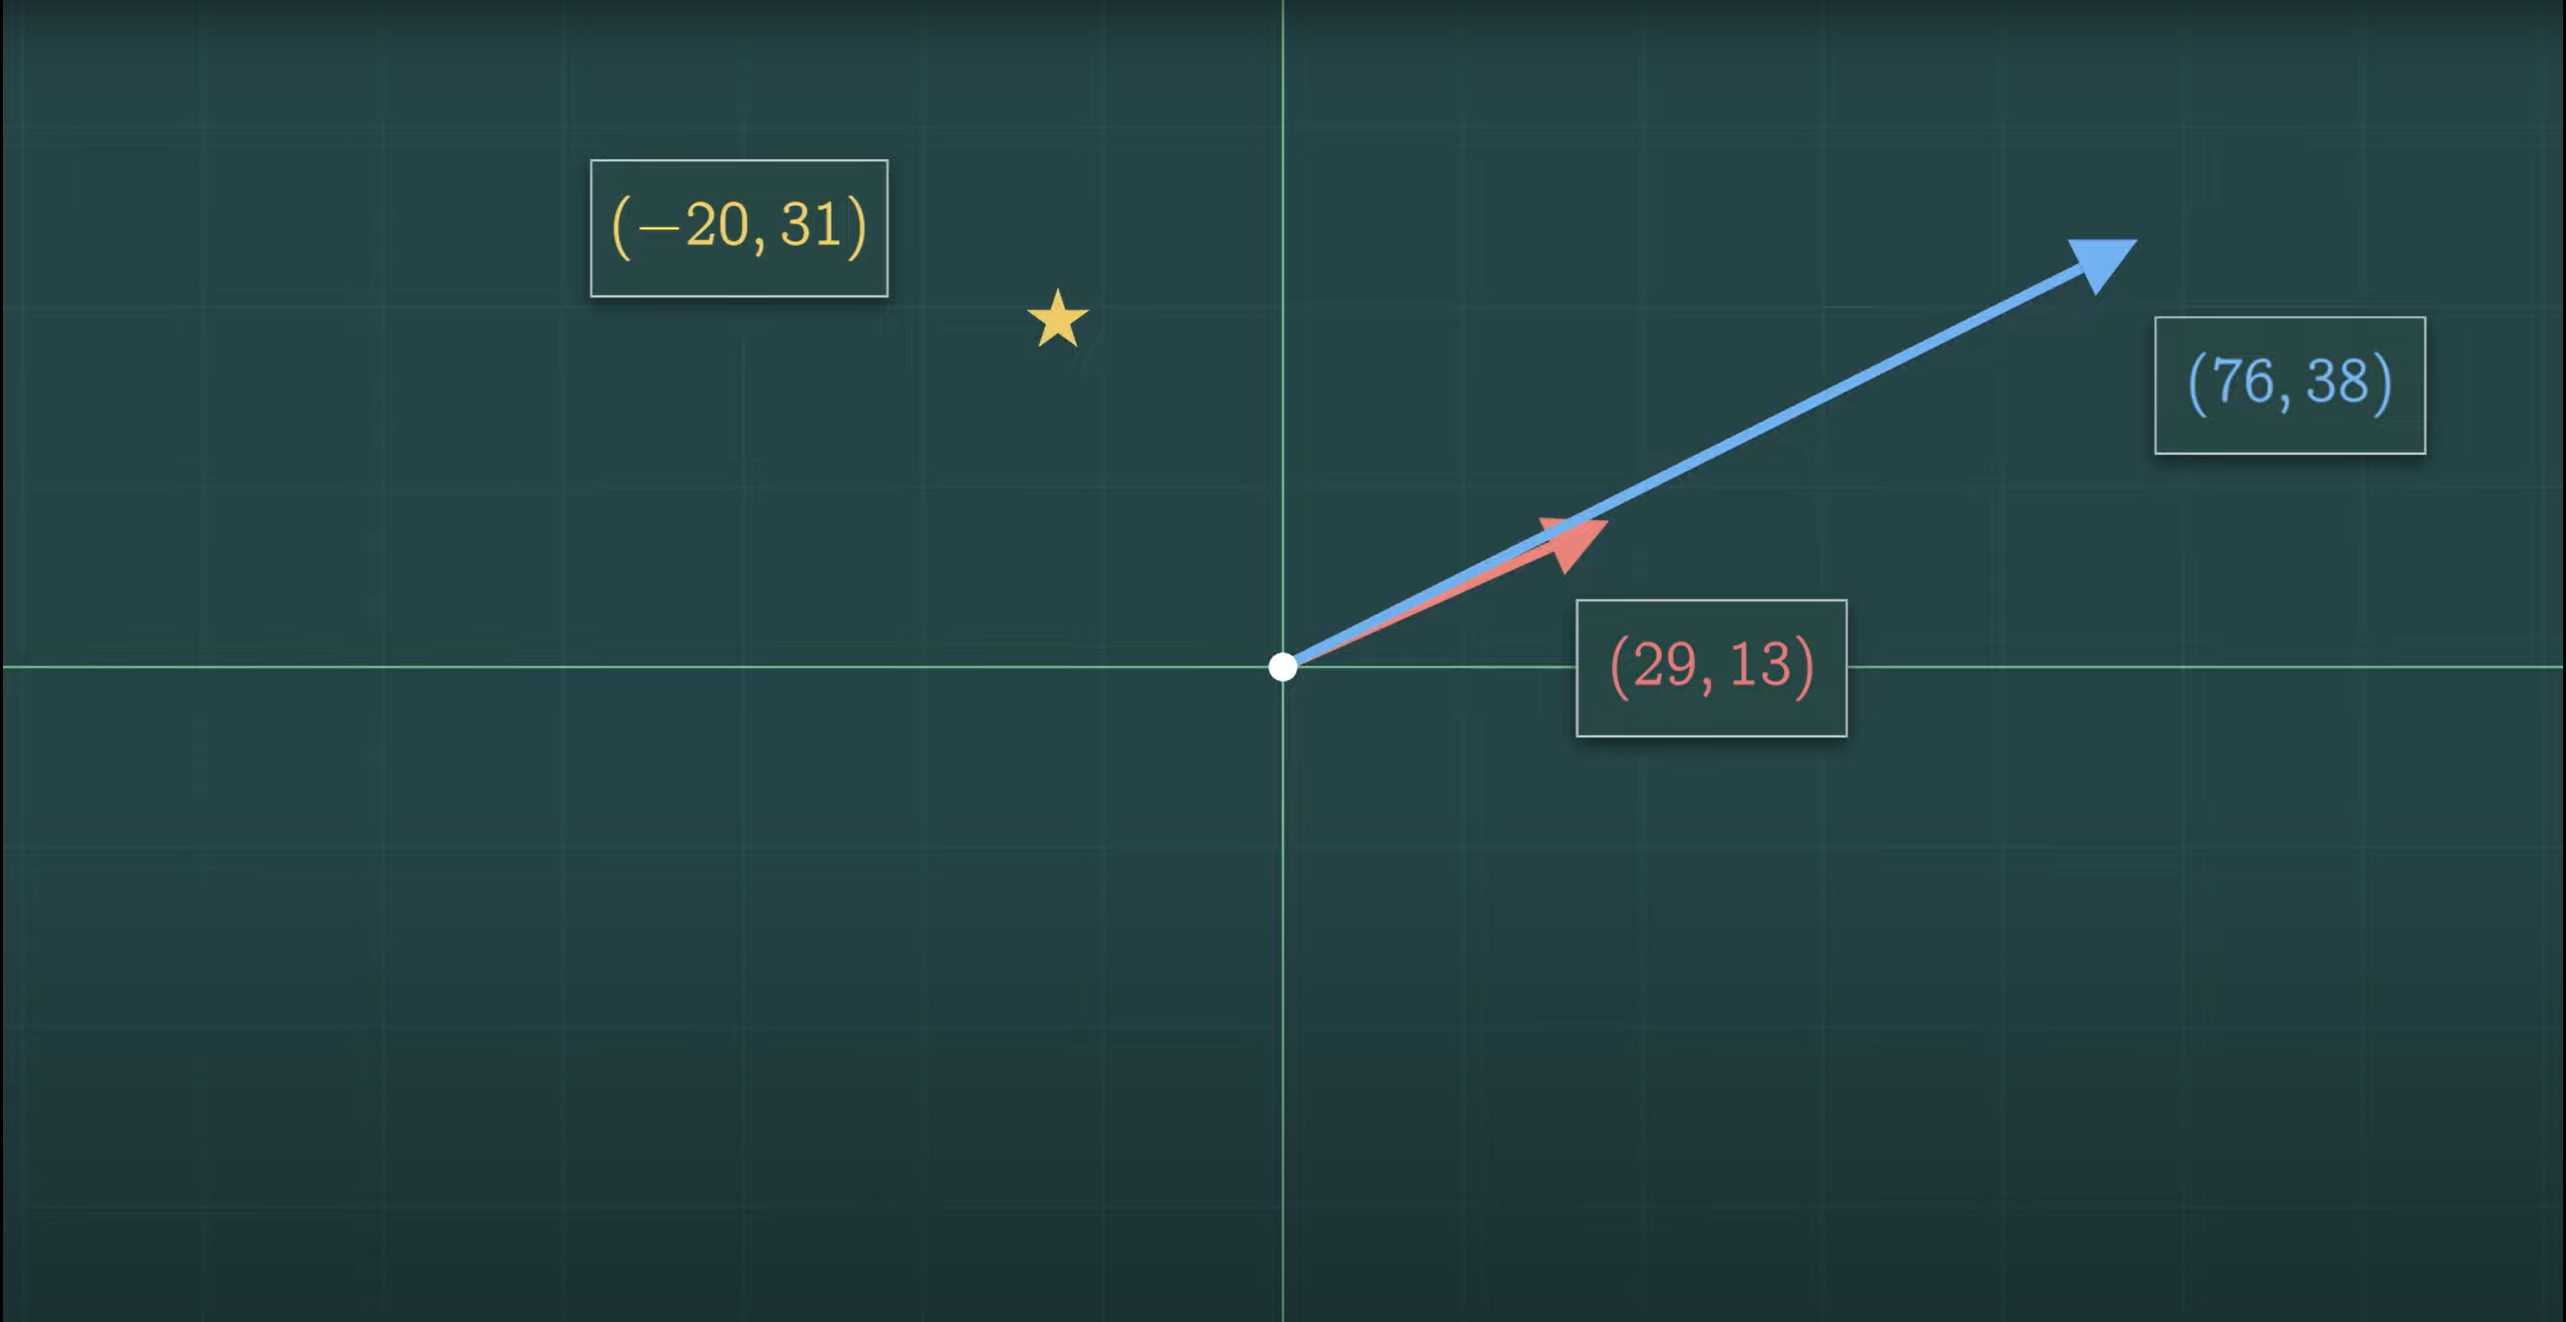 (−20, 31)
(76, 38)
(29, 13)